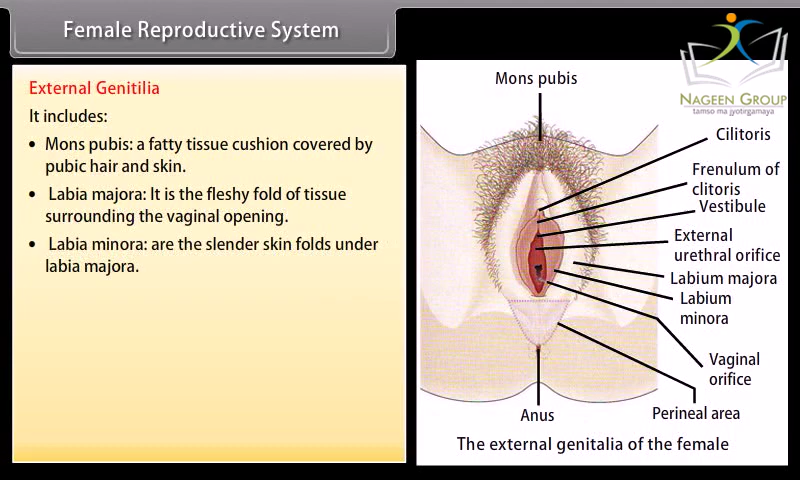 Female Reproductive System
NAGEEN GROUP
tamso ma jyotirgamaya
External Genitilia
It includes:
• Mons pubis: a fatty tissue cushion covered by
pubic hair and skin.
• Labia majora: It is the fleshy fold of tissue
surrounding the vaginal opening.
• Labia minora: are the slender skin folds under
labia majora.
Mons pubis
Cilitoris
Frenulum of
clitoris
Vestibule
External
urethral orifice
Labium majora
Labium
minora
Vaginal
orifice
Perineal area
Anus
The external genitalia of the female